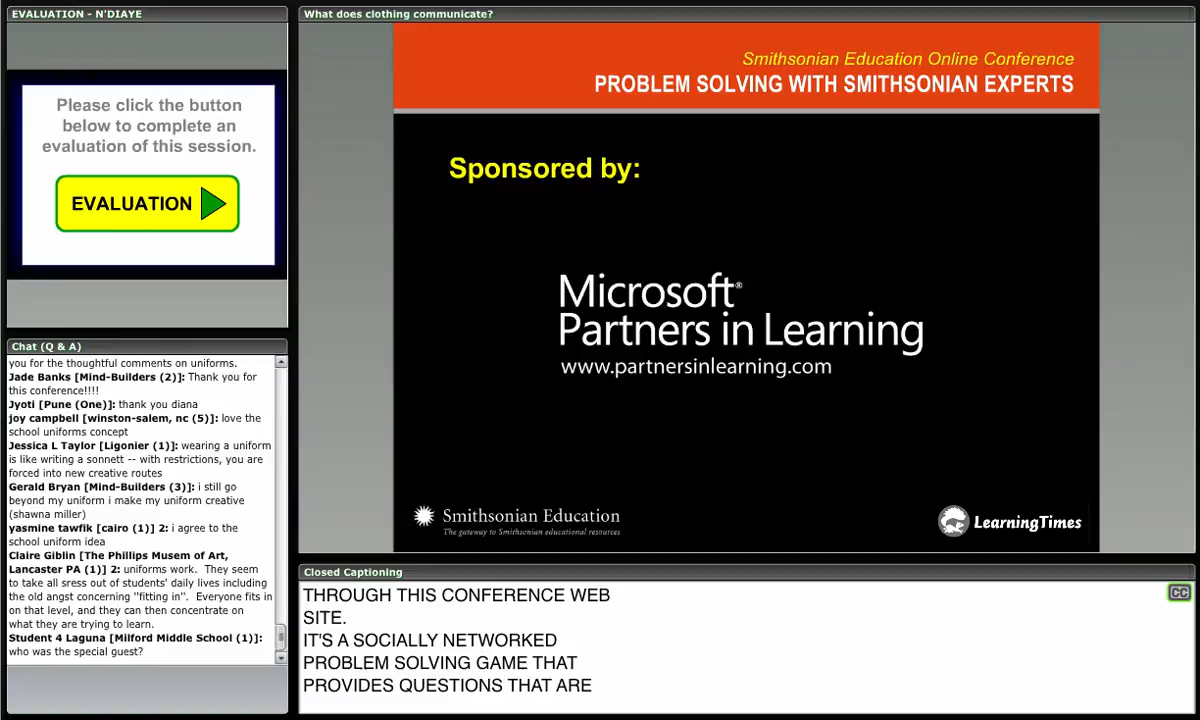 EVALUATION - N'DIAYE
Please click the button
below to complete an
evaluation of this session.
EVALUATION
Chat (Q & A)
you for the thoughtful comments on uniforms.
Jade Banks [Mind-Builders (2)]: Thank you for
this conference!!!!
Jyoti [Pune (One)]: thank you diana
joy campbell [winston-salem, nc (5)]: love the
school uniforms concept
Jessica L Taylor [Ligonier (1)]: wearing a uniform
is like writing a sonnett -- with restrictions, you are
forced into new creative routes
Gerald Bryan [Mind-Builders (3)]: i still go
beyond my uniform i make my uniform creative
(shawna miller)
yasmine tawfik [cairo (1)] 2: i agree to the
school uniform idea
Claire Giblin [The Phillips Musem of Art,
Lancaster PA (1)] 2: uniforms work. They seem
to take all sress out of students' daily lives including
the old angst concerning "fitting in". Everyone fits in
on that level, and they can then concentrate on
what they are trying to learn.
Student 4 Laguna [Milford Middle School (1)]:
who was the special guest?
What does clothing communicate?
Smithsonian Education Online Conference
PROBLEM SOLVING WITH SMITHSONIAN EXPERTS
Sponsored by:
Microsoft®
Partners in Learning
www.partnersinlearning.com
Smithsonian Education
The gateway to Smithsonian educational resources
LearningTimes
Closed Captioning
CC
THROUGH THIS CONFERENCE WEB
SITE.
IT'S A SOCIALLY NETWORKED
PROBLEM SOLVING GAME THAT
PROVIDES QUESTIONS THAT ARE